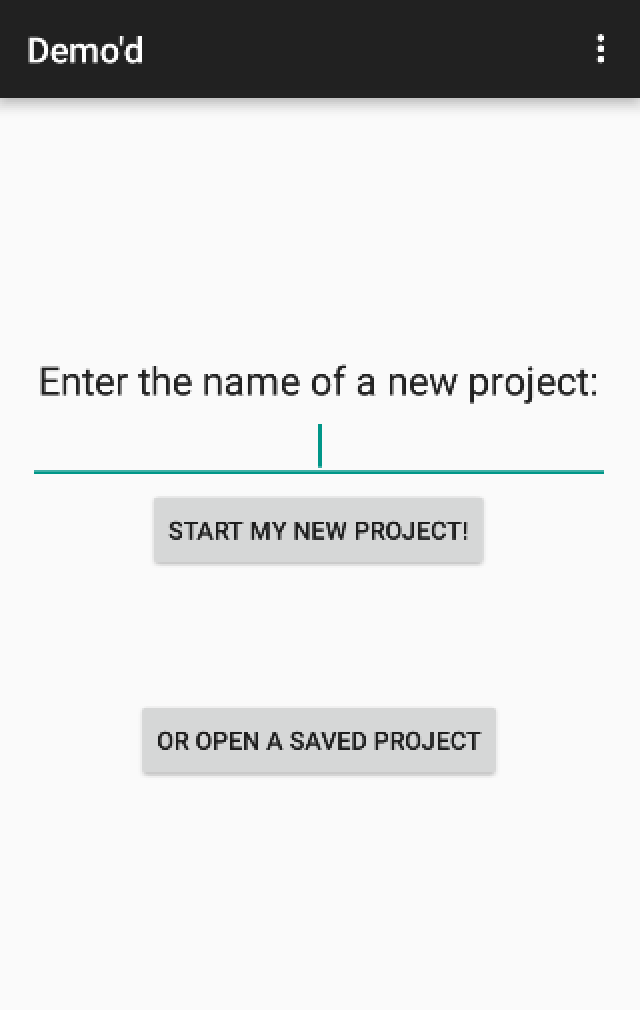 Demo'd
Enter the name of a new project:
START MY NEW PROJECT!
OR OPEN A SAVED PROJECT